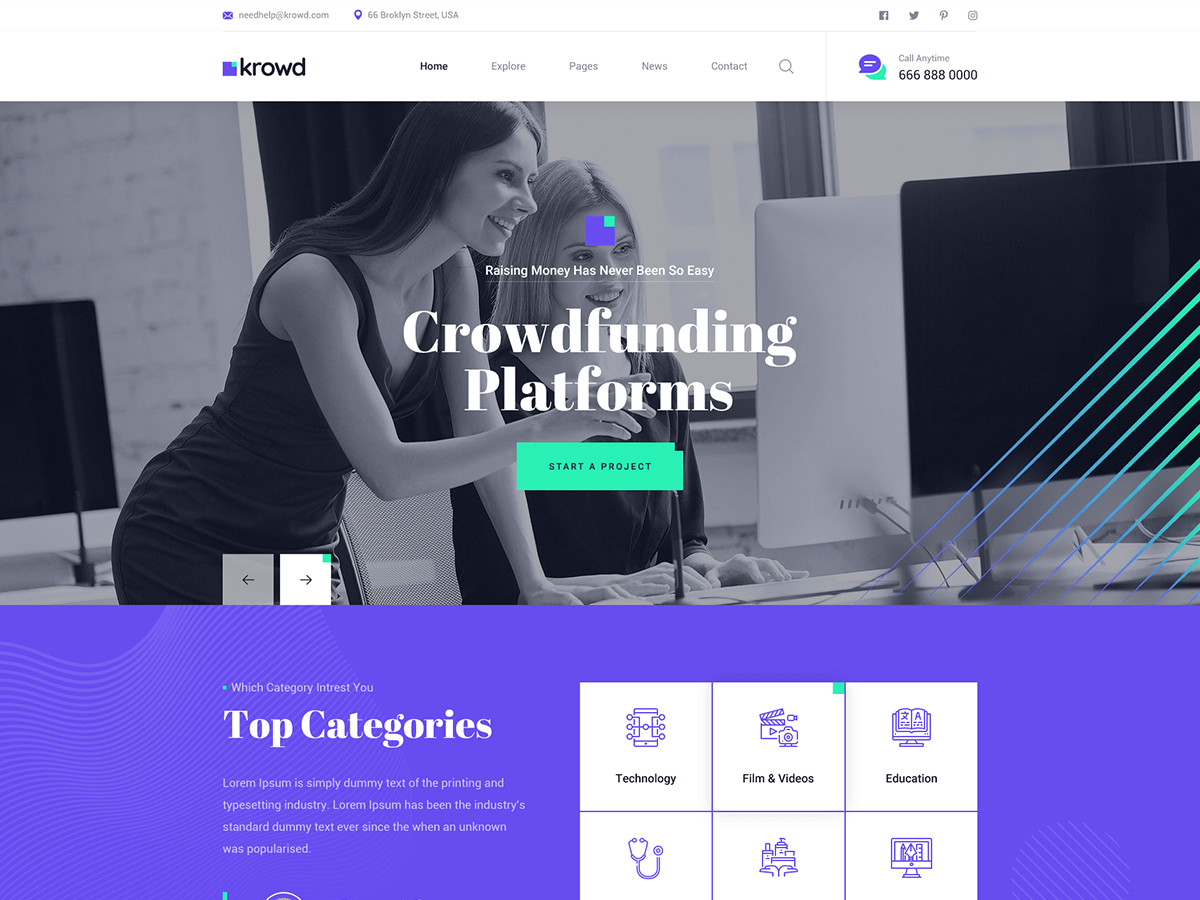 needhelp@krowd.com
66 Broklyn Street, USA
krowd
Home
Explore
Pages
News
Contact
Call Anytime
666 888 0000
Raising Money Has Never Been So Easy
Crowdfunding
Platforms
START A PROJECT
Which Category Intrest You
Top Categories
Lorem Ipsum is simply dummy text of the printing and
typesetting industry. Lorem Ipsum has been the industry's
standard dummy text ever since the when an unknown
was popularised.
Technology
Film & Videos
Education